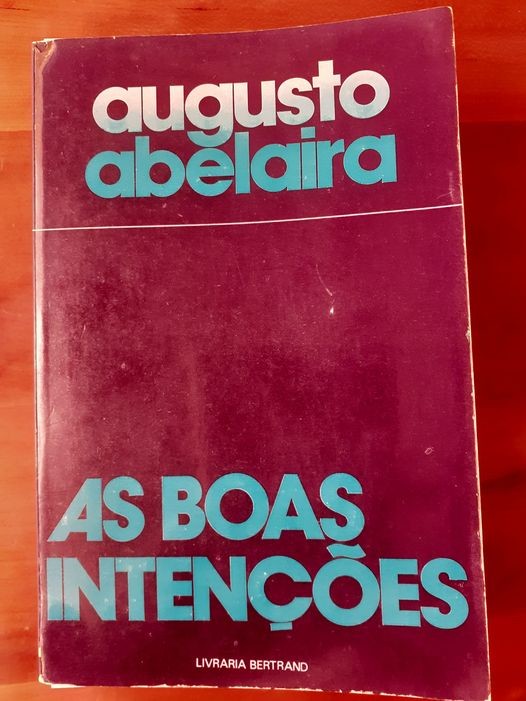 augusto
abelaira
AS BOAS
INTENÇÕES
LIVRARIA BERTRAND